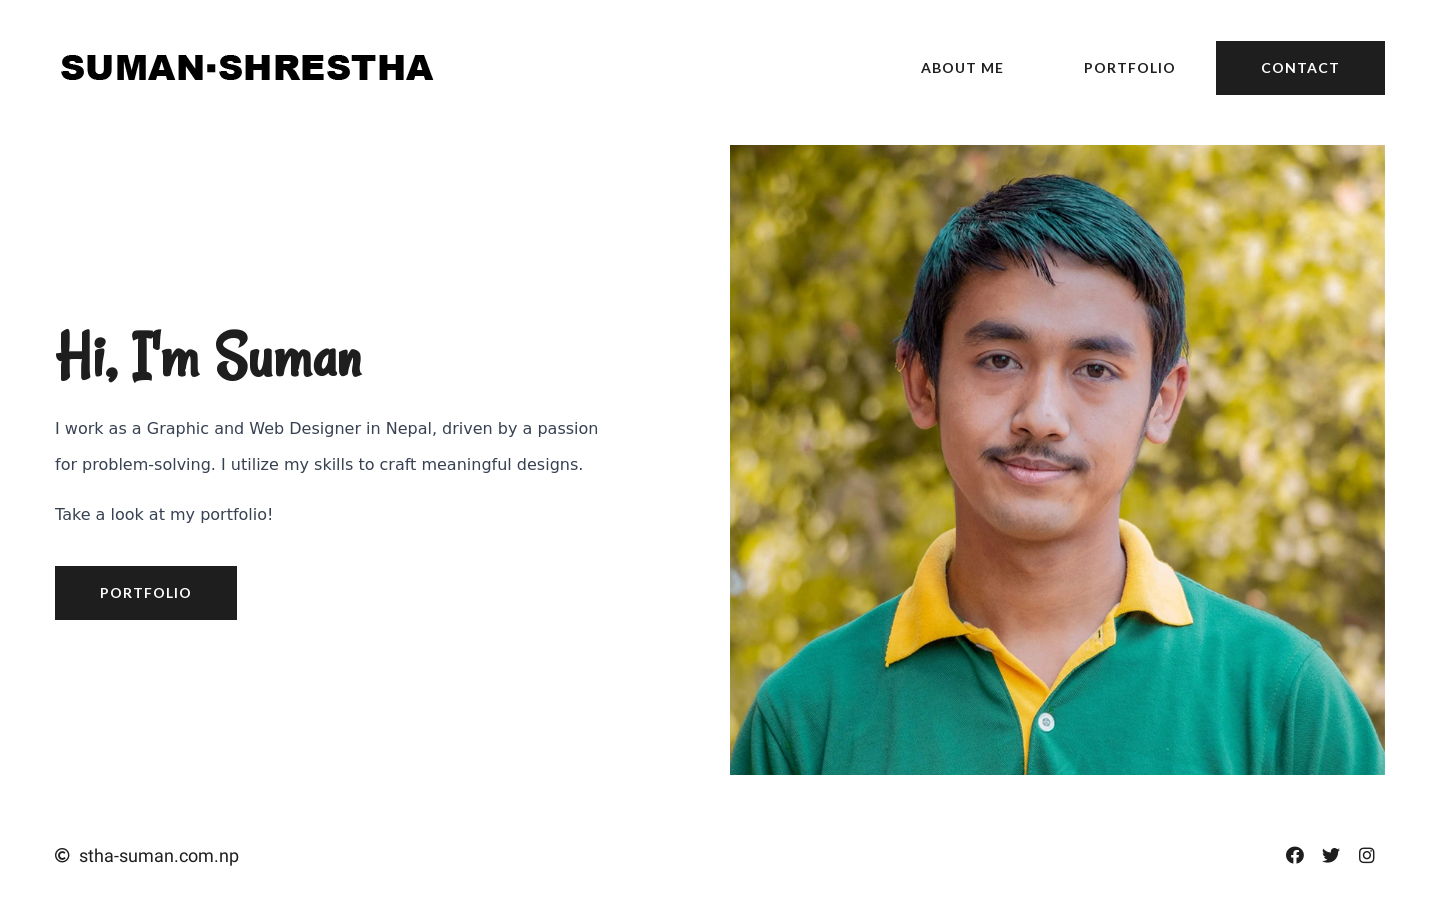 SUMAN·SHRESTHA
ABOUT ME
PORTFOLIO
CONTACT
Hi, I'm Suman
I work as a Graphic and Web Designer in Nepal, driven by a passion
for problem-solving. I utilize my skills to craft meaningful designs.
Take a look at my portfolio!
PORTFOLIO
© stha-suman.com.np